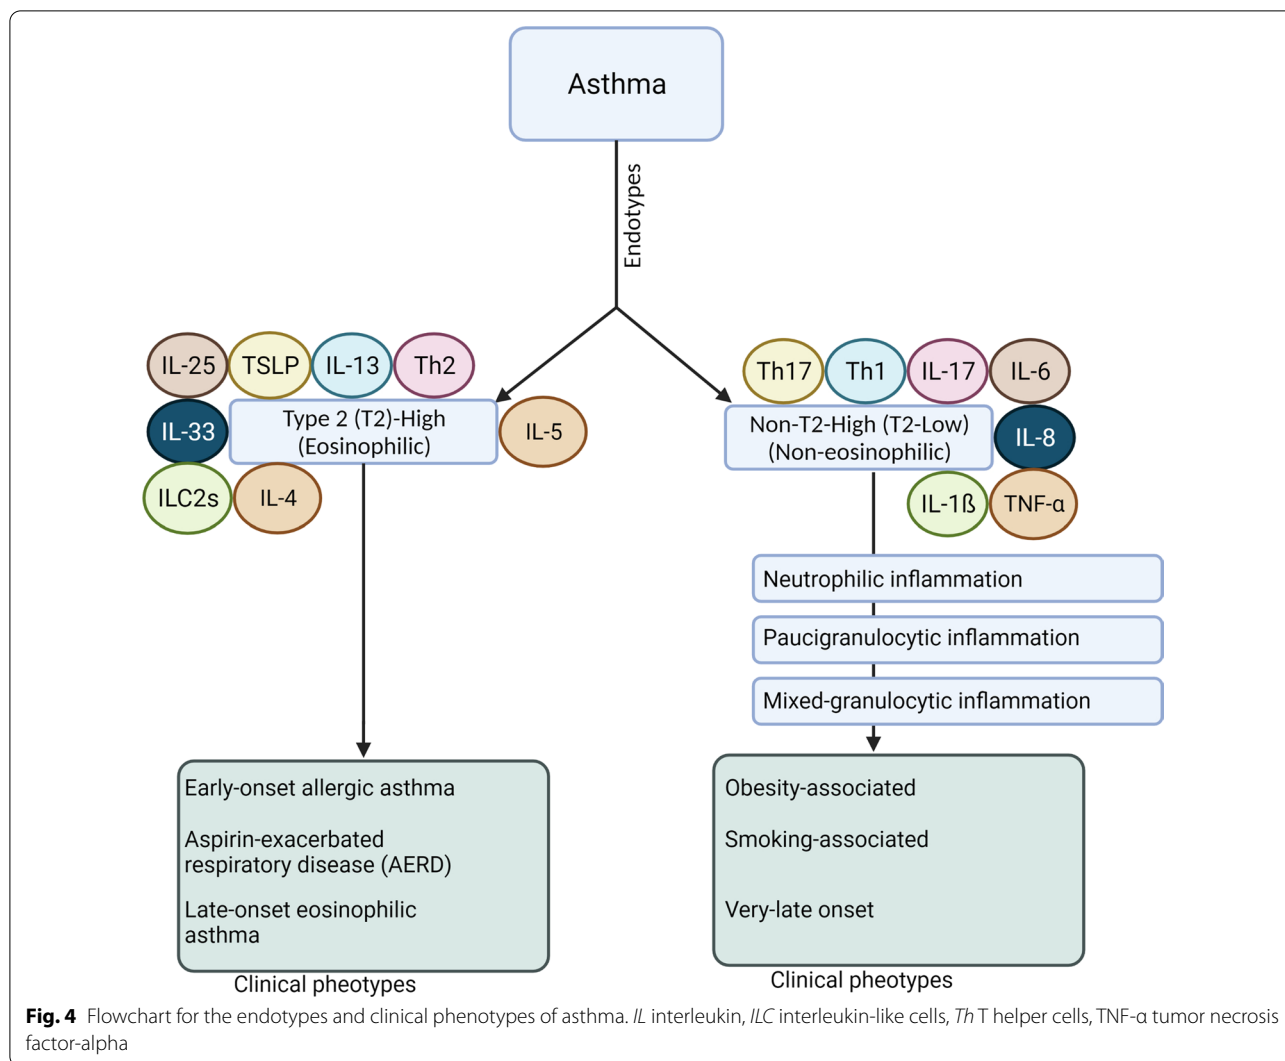 Asthma
Endotypes
IL-25
TSLP
IL-13
Th2
IL-33
Type 2 (T2)-High
(Eosinophilic)
IL-5
ILC2s
IL-4
Th17
Th1
IL-17
IL-6
Non-T2-High (T2-Low)
(Non-eosinophilic)
IL-8
IL-1ß
TNF-α
Neutrophilic inflammation
Paucigranulocytic inflammation
Mixed-granulocytic inflammation
Early-onset allergic asthma
Aspirin-exacerbated
respiratory disease (AERD)
Late-onset eosinophilic
asthma
Clinical pheotypes
Obesity-associated
Smoking-associated
Very-late onset
Clinical pheotypes
Fig. 4 Flowchart for the endotypes and clinical phenotypes of asthma. IL interleukin, ILC interleukin-like cells, Th T helper cells, TNF-α tumor necrosis
factor-alpha